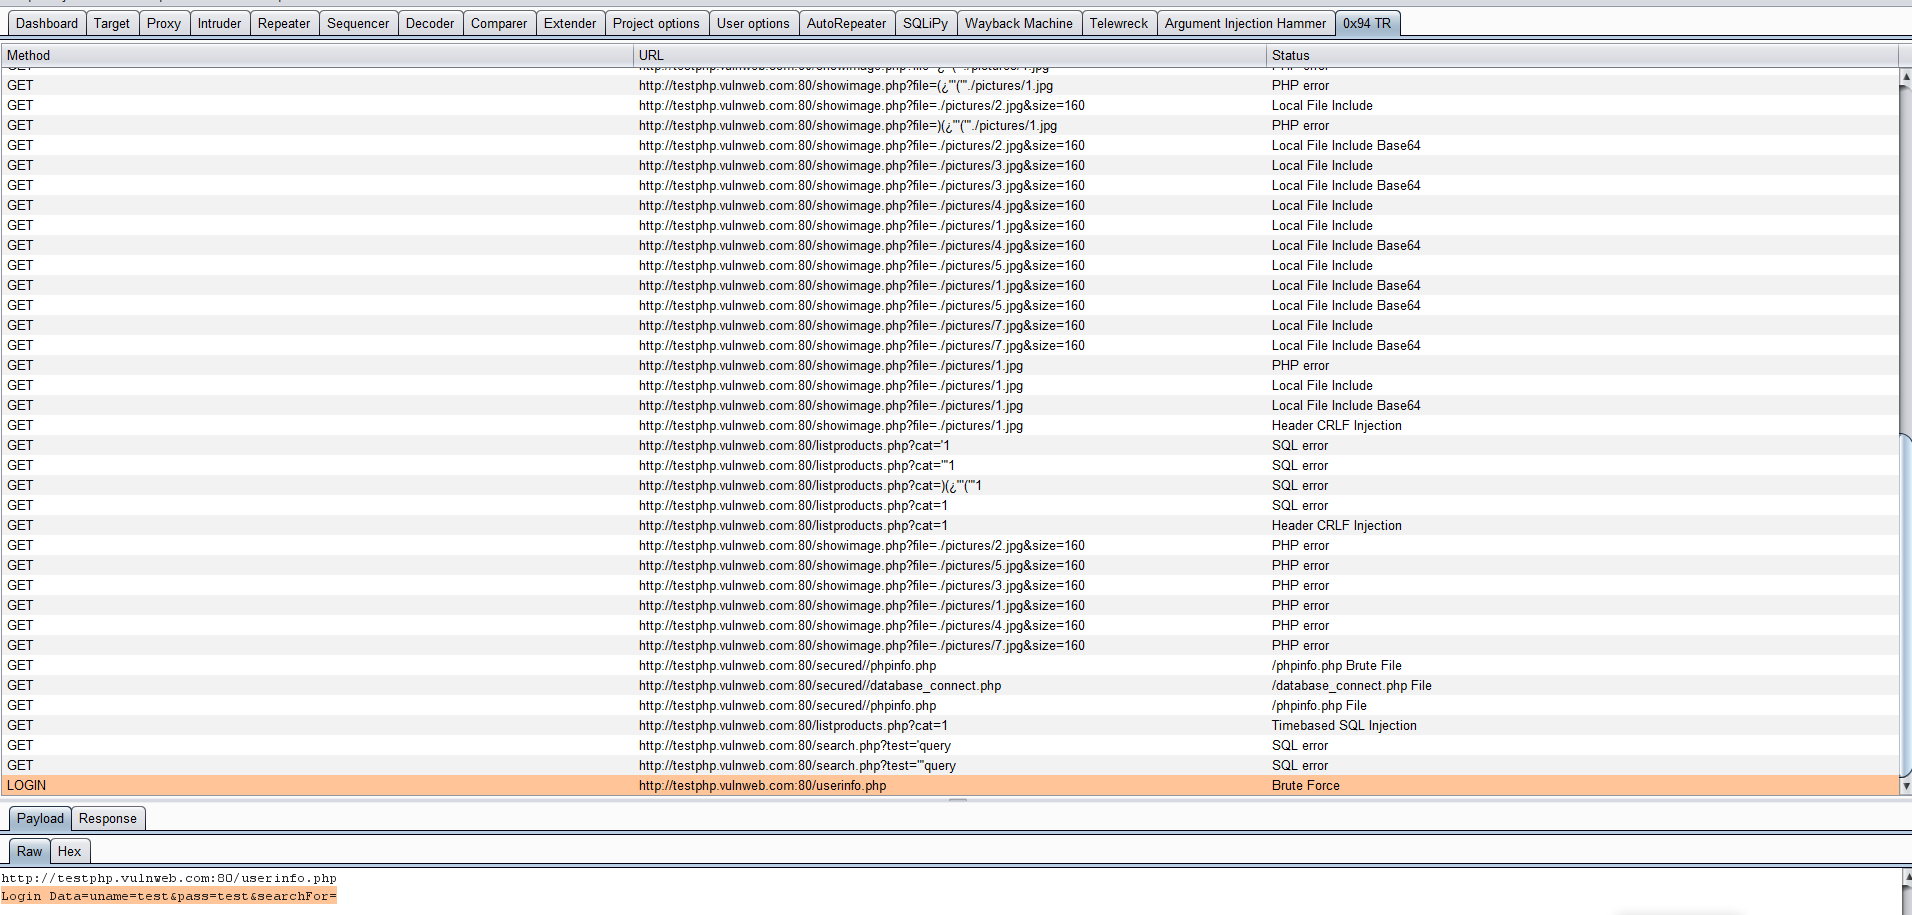 Dashboard Target Proxy Intruder Repeater Sequencer Decoder Comparer Extender Project options User options AutoRepeater SQLiPy Wayback Machine Telewreck Argument Injection Hammer 0x94 TR
Method URL Status
GET http://testphp.vulnweb.com:80/showimage.php?file=(¿'"'('"./pictures/1.jpg PHP error
GET http://testphp.vulnweb.com:80/showimage.php?file=./pictures/2.jpg&size=160 Local File Include
GET http://testphp.vulnweb.com:80/showimage.php?file=)(¿'"'('"./pictures/1.jpg PHP error
GET http://testphp.vulnweb.com:80/showimage.php?file=./pictures/2.jpg&size=160 Local File Include Base64
GET http://testphp.vulnweb.com:80/showimage.php?file=./pictures/3.jpg&size=160 Local File Include
GET http://testphp.vulnweb.com:80/showimage.php?file=./pictures/3.jpg&size=160 Local File Include Base64
GET http://testphp.vulnweb.com:80/showimage.php?file=./pictures/4.jpg&size=160 Local File Include
GET http://testphp.vulnweb.com:80/showimage.php?file=./pictures/1.jpg&size=160 Local File Include
GET http://testphp.vulnweb.com:80/showimage.php?file=./pictures/4.jpg&size=160 Local File Include Base64
GET http://testphp.vulnweb.com:80/showimage.php?file=./pictures/5.jpg&size=160 Local File Include
GET http://testphp.vulnweb.com:80/showimage.php?file=./pictures/1.jpg&size=160 Local File Include Base64
GET http://testphp.vulnweb.com:80/showimage.php?file=./pictures/5.jpg&size=160 Local File Include Base64
GET http://testphp.vulnweb.com:80/showimage.php?file=./pictures/7.jpg&size=160 Local File Include
GET http://testphp.vulnweb.com:80/showimage.php?file=./pictures/7.jpg&size=160 Local File Include Base64
GET http://testphp.vulnweb.com:80/showimage.php?file=./pictures/1.jpg PHP error
GET http://testphp.vulnweb.com:80/showimage.php?file=./pictures/1.jpg Local File Include
GET http://testphp.vulnweb.com:80/showimage.php?file=./pictures/1.jpg Local File Include Base64
GET http://testphp.vulnweb.com:80/showimage.php?file=./pictures/1.jpg Header CRLF Injection
GET http://testphp.vulnweb.com:80/listproducts.php?cat='1 SQL error
GET http://testphp.vulnweb.com:80/listproducts.php?cat='"1 SQL error
GET http://testphp.vulnweb.com:80/listproducts.php?cat=)(¿'"'('"1 SQL error
GET http://testphp.vulnweb.com:80/listproducts.php?cat=1 SQL error
GET http://testphp.vulnweb.com:80/listproducts.php?cat=1 Header CRLF Injection
GET http://testphp.vulnweb.com:80/showimage.php?file=./pictures/2.jpg&size=160 PHP error
GET http://testphp.vulnweb.com:80/showimage.php?file=./pictures/5.jpg&size=160 PHP error
GET http://testphp.vulnweb.com:80/showimage.php?file=./pictures/3.jpg&size=160 PHP error
GET http://testphp.vulnweb.com:80/showimage.php?file=./pictures/1.jpg&size=160 PHP error
GET http://testphp.vulnweb.com:80/showimage.php?file=./pictures/4.jpg&size=160 PHP error
GET http://testphp.vulnweb.com:80/showimage.php?file=./pictures/7.jpg&size=160 PHP error
GET http://testphp.vulnweb.com:80/secured//phpinfo.php /phpinfo.php Brute File
GET http://testphp.vulnweb.com:80/secured//database_connect.php /database_connect.php File
GET http://testphp.vulnweb.com:80/secured//phpinfo.php /phpinfo.php File
GET http://testphp.vulnweb.com:80/listproducts.php?cat=1 Timebased SQL Injection
GET http://testphp.vulnweb.com:80/search.php?test='query SQL error
GET http://testphp.vulnweb.com:80/search.php?test='"query SQL error
LOGIN http://testphp.vulnweb.com:80/userinfo.php Brute Force
Payload Response
Raw Hex
http://testphp.vulnweb.com:80/userinfo.php
Login Data=uname=test&pass=test&searchFor=